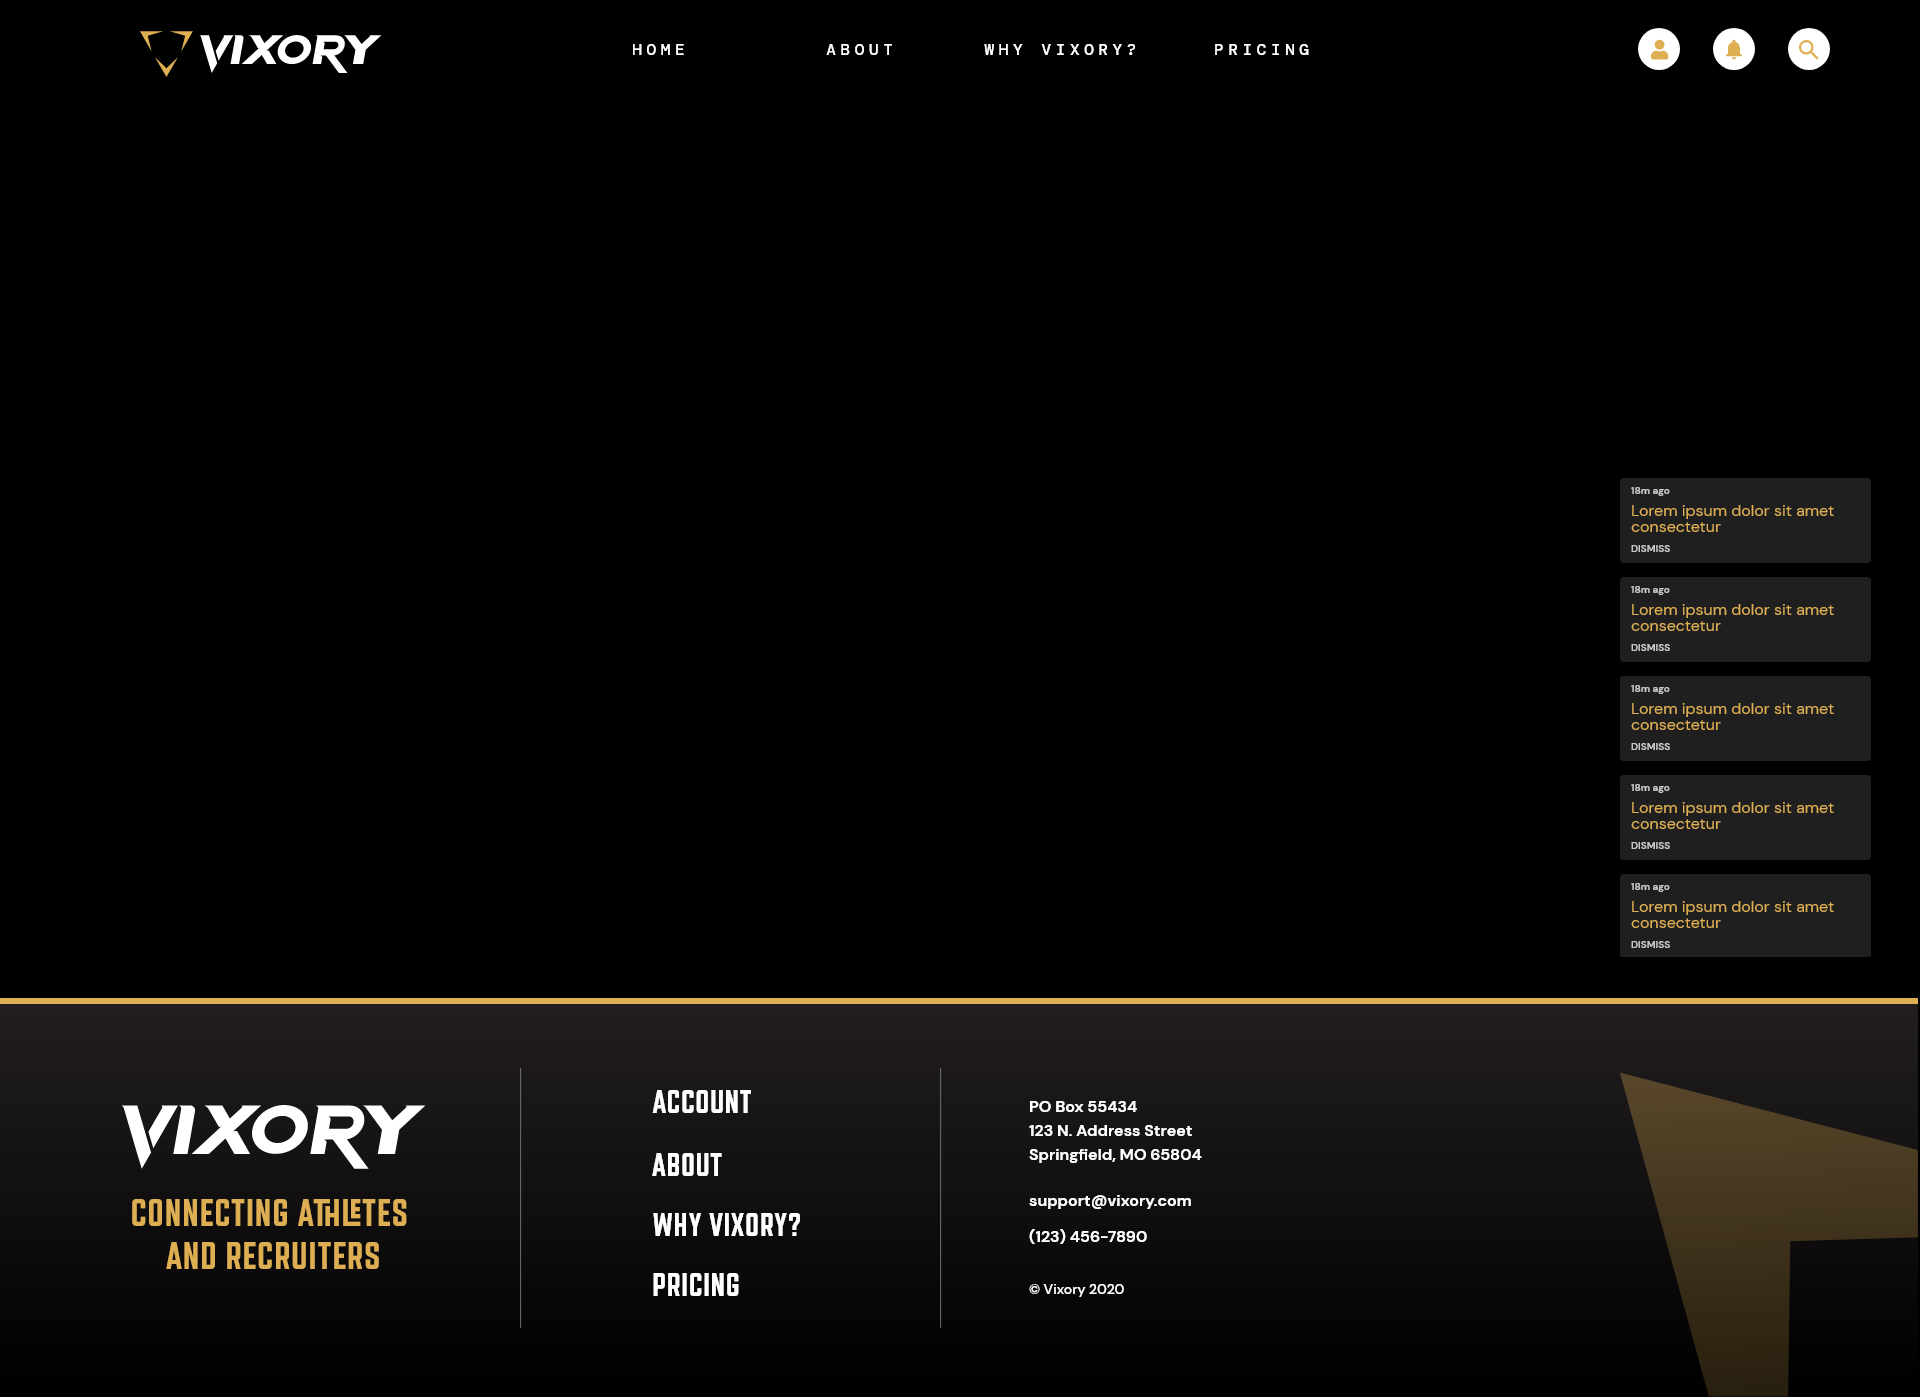 VIXORY
HOME
ABOUT
WHY VIXORY?
PRICING
18m ago
Lorem ipsum dolor sit amet
consectetur
DISMISS
18m ago
Lorem ipsum dolor sit amet
consectetur
DISMISS
18m ago
Lorem ipsum dolor sit amet
consectetur
DISMISS
18m ago
Lorem ipsum dolor sit amet
consectetur
DISMISS
18m ago
Lorem ipsum dolor sit amet
consectetur
DISMISS
VIXORY
CONNECTING ATHLETES
AND RECRUITERS
ACCOUNT
ABOUT
WHY VIXORY?
PRICING
PO Box 55434
123 N. Address Street
Springfield, MO 65804
support@vixory.com
(123) 456-7890
© Vixory 2020